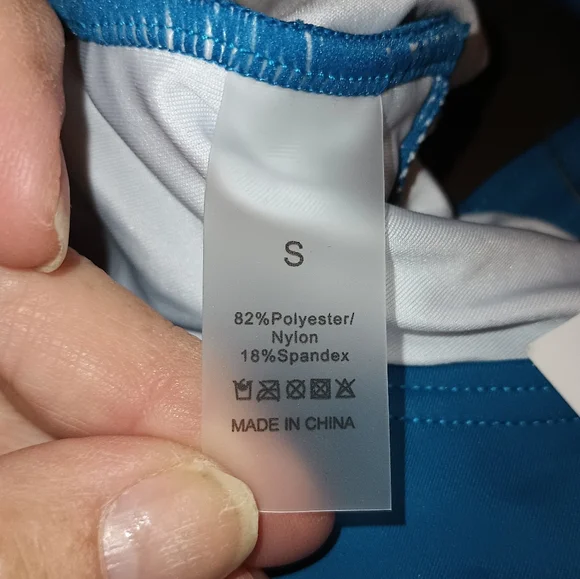 S
82%Polyester/
Nylon
18%Spandex
MADE IN CHINA